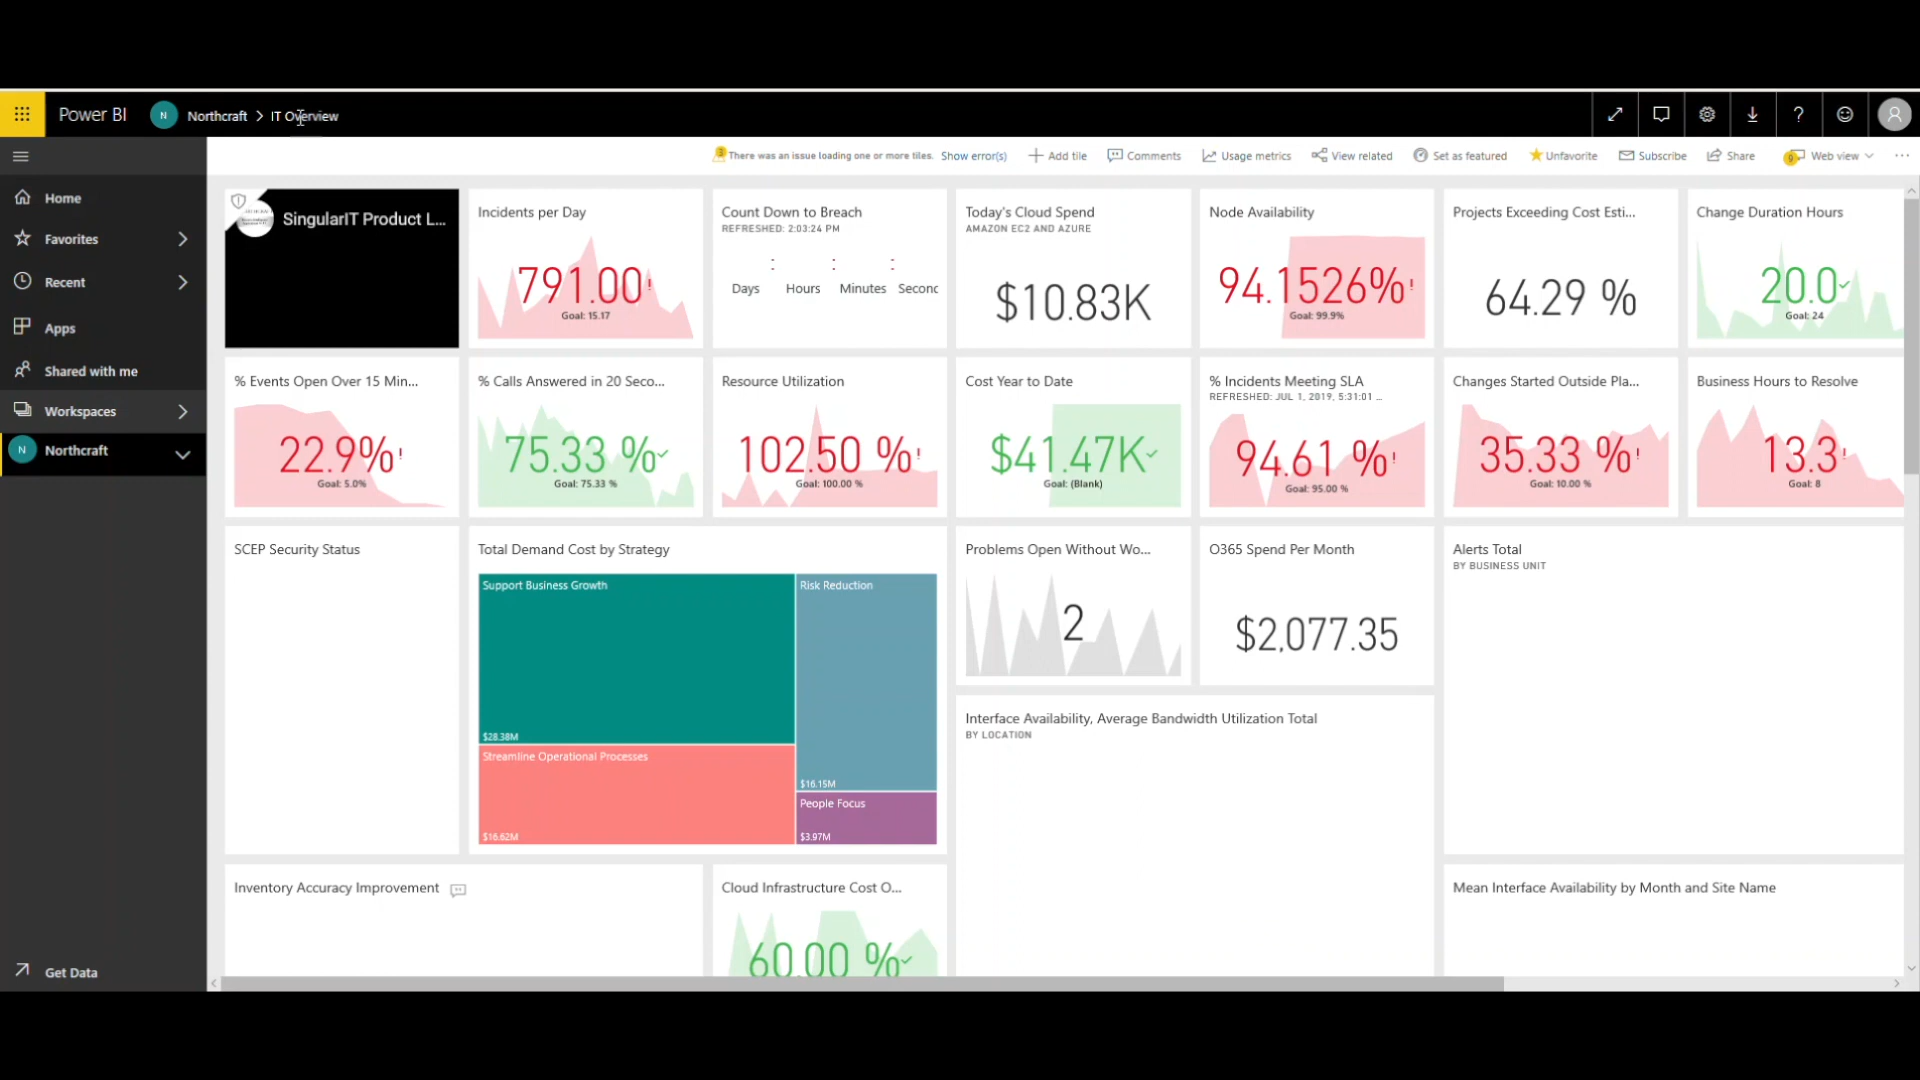 Power BI
N
Northcraft > IT Overview
There was an issue loading one or more tiles. Show error(s)
Add tile
Comments
Usage metrics
View related
Set as featured
Unfavorite
Subscribe
Share
Web view
Home
Favorites
Recent
Apps
Shared with me
Workspaces
N
Northcraft
Get Data
SingularIT Product L...
Incidents per Day
791.00!
Goal: 15.17
Count Down to Breach
REFRESHED: 2:03:24 PM
: : :
Days Hours Minutes Second
Today's Cloud Spend
AMAZON EC2 AND AZURE
$10.83K
Node Availability
94.1526%!
Goal: 99.9%
Projects Exceeding Cost Esti...
64.29 %
Change Duration Hours
20.0
Goal: 24
% Events Open Over 15 Min...
22.9%!
Goal: 5.0%
% Calls Answered in 20 Seco...
75.33 %
Goal: 75.33 %
Resource Utilization
102.50 %!
Goal: 100.00 %
Cost Year to Date
$41.47K
Goal: (Blank)
% Incidents Meeting SLA
REFRESHED: JUL 1, 2019, 5:31:01 ...
94.61 %!
Goal: 95.00 %
Changes Started Outside Pla...
35.33 %!
Goal: 10.00 %
Business Hours to Resolve
13.3!
Goal: 8
SCEP Security Status
Total Demand Cost by Strategy
Support Business Growth
$28.38M
Streamline Operational Processes
$16.62M
Risk Reduction
$16.15M
People Focus
$3.97M
Problems Open Without Wo...
2
O365 Spend Per Month
$2,077.35
Alerts Total
BY BUSINESS UNIT
Interface Availability, Average Bandwidth Utilization Total
BY LOCATION
Inventory Accuracy Improvement
Cloud Infrastructure Cost O...
60.00 %
Mean Interface Availability by Month and Site Name